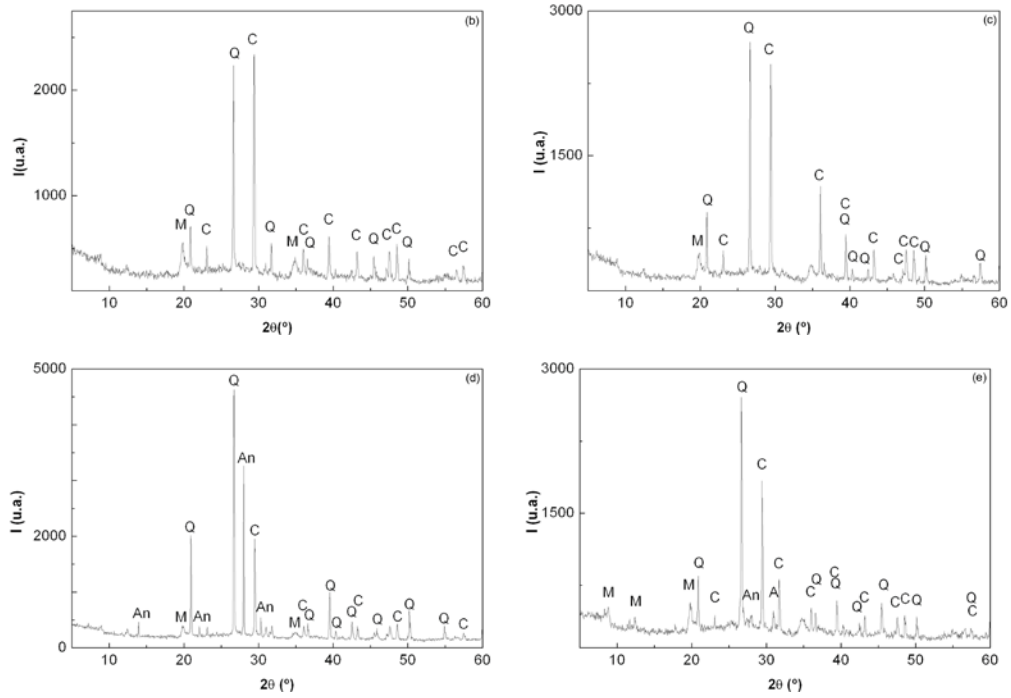 (b)
I(u.a.)
2000
1000
M Q C Q C Q M C Q C C Q C C Q C C
10 20 30 40 50 60
2θ(º)
(c)
I (u.a.)
3000
1500
M Q C Q C C C Q Q Q C C C C Q Q
10 20 30 40 50 60
2θ (º)
(d)
I (u.a.)
5000
2000
0
An M Q An Q An C An M C Q Q Q Q C Q C Q Q C
10 20 30 40 50 60
2θ (º)
(e)
I (u.a.)
3000
1500
M M M Q C Q An C A C C Q C Q Q C Q C C Q Q C
10 20 30 40 50 60
2θ (º)